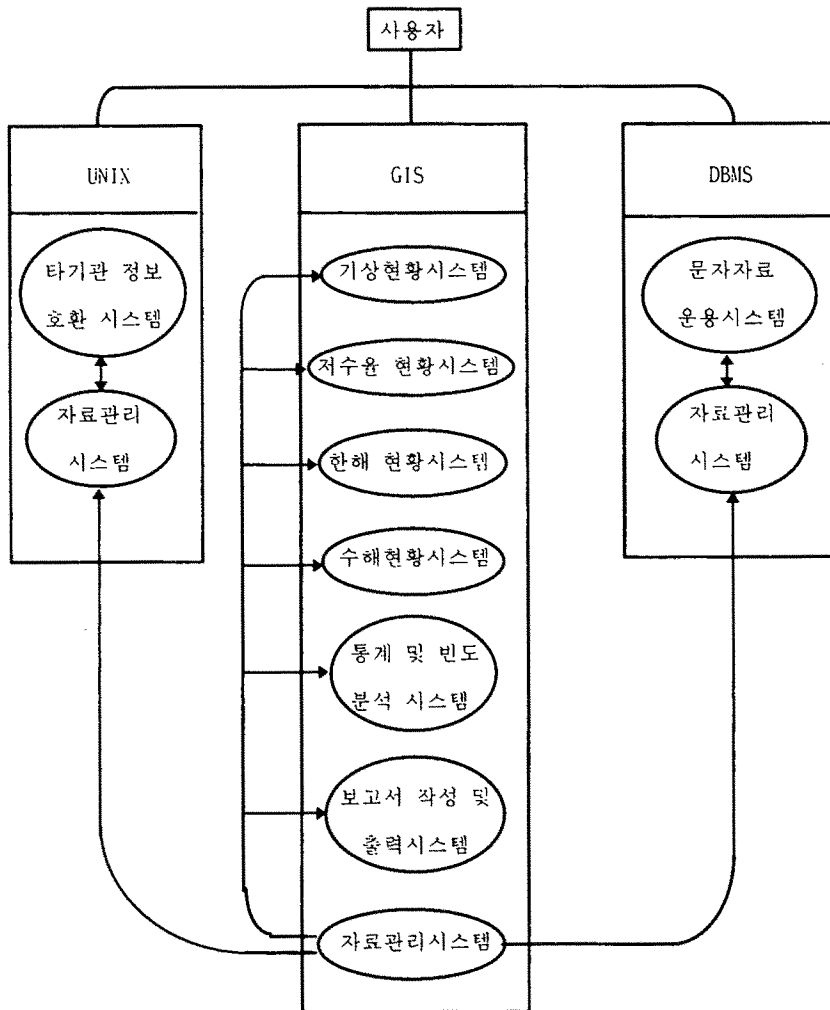 사용자
UNIX
타기관 정보
호환 시스템
자료관리
시스템
GIS
기상현황시스템
저수율 현황시스템
한해 현황시스템
수해현황시스템
통계 및 빈도
분석 시스템
보고서 작성 및
출력시스템
자료관리시스템
DBMS
문자자료
운용시스템
자료관리
시스템